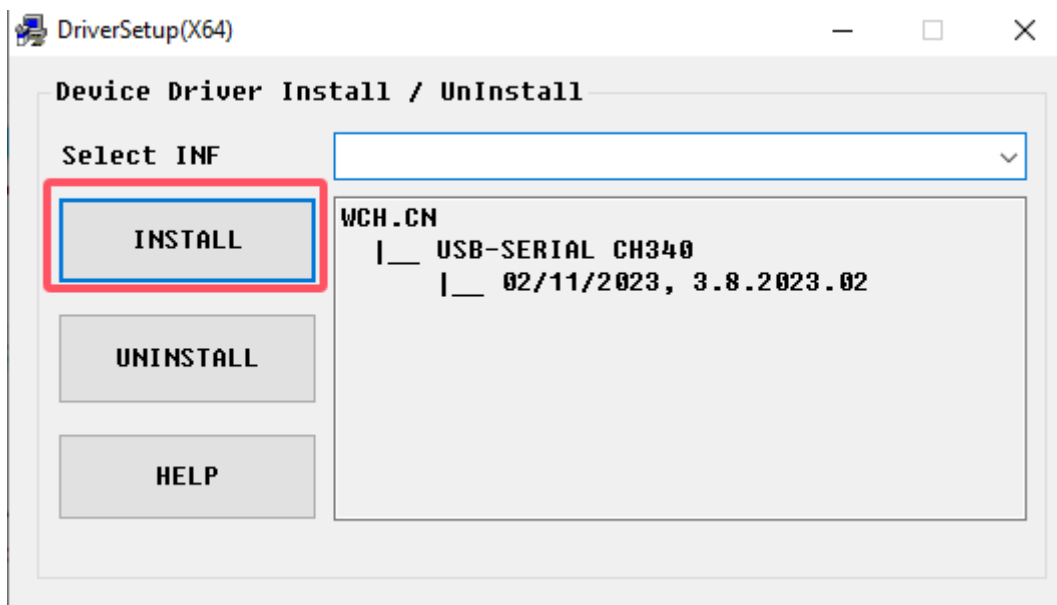 DriverSetup(X64)
Device Driver Install / UnInstall
Select INF
INSTALL
WCH.CN
|__ USB-SERIAL CH340
|__ 02/11/2023, 3.8.2023.02
UNINSTALL
HELP